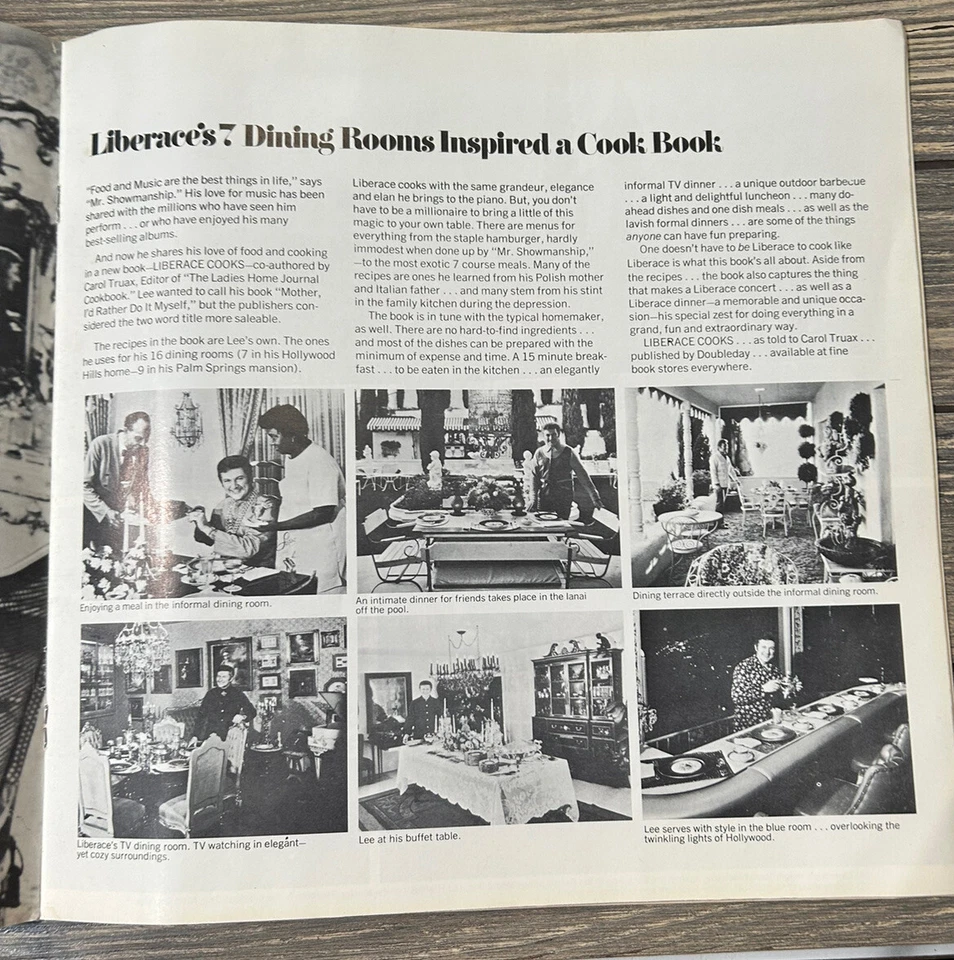 Liberace's 7 Dining Rooms Inspired a Cook Book
"Food and Music are the best things in life," says
"Mr. Showmanship." His love for music has been
shared with the millions who have seen him
perform . . . or who have enjoyed his many
best-selling albums.
And now he shares his love of food and cooking
in a new book—LIBERACE COOKS—co-authored by
Carol Truax, Editor of "The Ladies Home Journal
Cookbook." Lee wanted to call his book "Mother,
I'd Rather Do It Myself," but the publishers con-
sidered the two word title more saleable.
The recipes in the book are Lee's own. The ones
he uses for his 16 dining rooms (7 in his Hollywood
Hills home—9 in his Palm Springs mansion).
Liberace cooks with the same grandeur, elegance
and elan he brings to the piano. But, you don't
have to be a millionaire to bring a little of this
magic to your own table. There are menus for
everything from the staple hamburger, hardly
immodest when done up by "Mr. Showmanship,"
—to the most exotic 7 course meals. Many of the
recipes are ones he learned from his Polish mother
and Italian father . . . and many stem from his stint
in the family kitchen during the depression.
The book is in tune with the typical homemaker,
as well. There are no hard-to-find ingredients . . .
and most of the dishes can be prepared with the
minimum of expense and time. A 15 minute break-
fast . . . to be eaten in the kitchen . . . an elegantly
informal TV dinner . . . a unique outdoor barbecue
. . . a light and delightful luncheon . . . many do-
ahead dishes and one dish meals . . . as well as the
lavish formal dinners . . . are some of the things
anyone can have fun preparing.
One doesn't have to be Liberace to cook like
Liberace is what this book's all about. Aside from
the recipes . . . the book also captures the thing
that makes a Liberace concert . . . as well as a
Liberace dinner—a memorable and unique occa-
sion—his special zest for doing everything in a
grand, fun and extraordinary way.
LIBERACE COOKS . . . as told to Carol Truax . . .
published by Doubleday . . . available at fine
book stores everywhere.
Enjoying a meal in the informal dining room.
An intimate dinner for friends takes place in the lanai
off the pool.
Dining terrace directly outside the informal dining room.
Liberace's TV dining room. TV watching in elegant—
yet cozy surroundings.
Lee at his buffet table.
Lee serves with style in the blue room . . . overlooking the
twinkling lights of Hollywood.